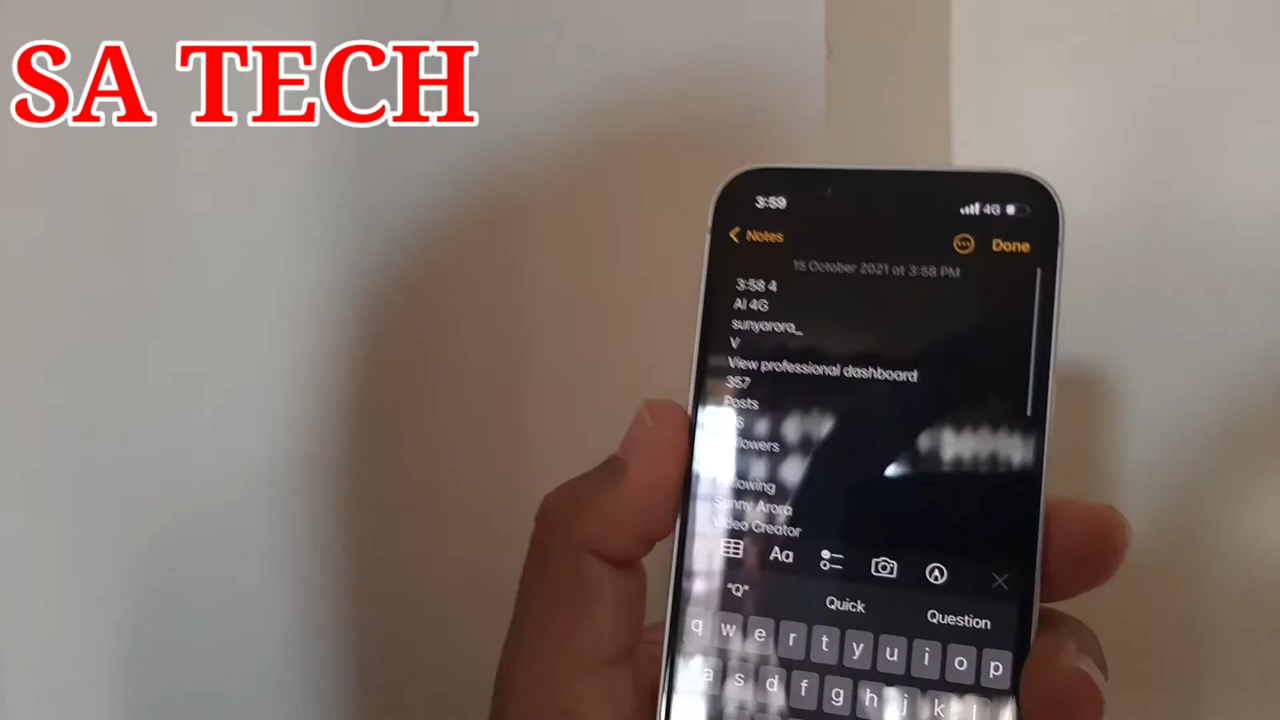 SA TECH
3:59
4G
Notes
Done
15 October 2021 at 3:58 PM
3:58 4
Al 4G
sunyarora_
V
View professional dashboard
357
Posts
Sunny Arora
Video Creator
Aa
"Q"
Quick
Question
q w e r t y u i o p
a s d f g h j k l